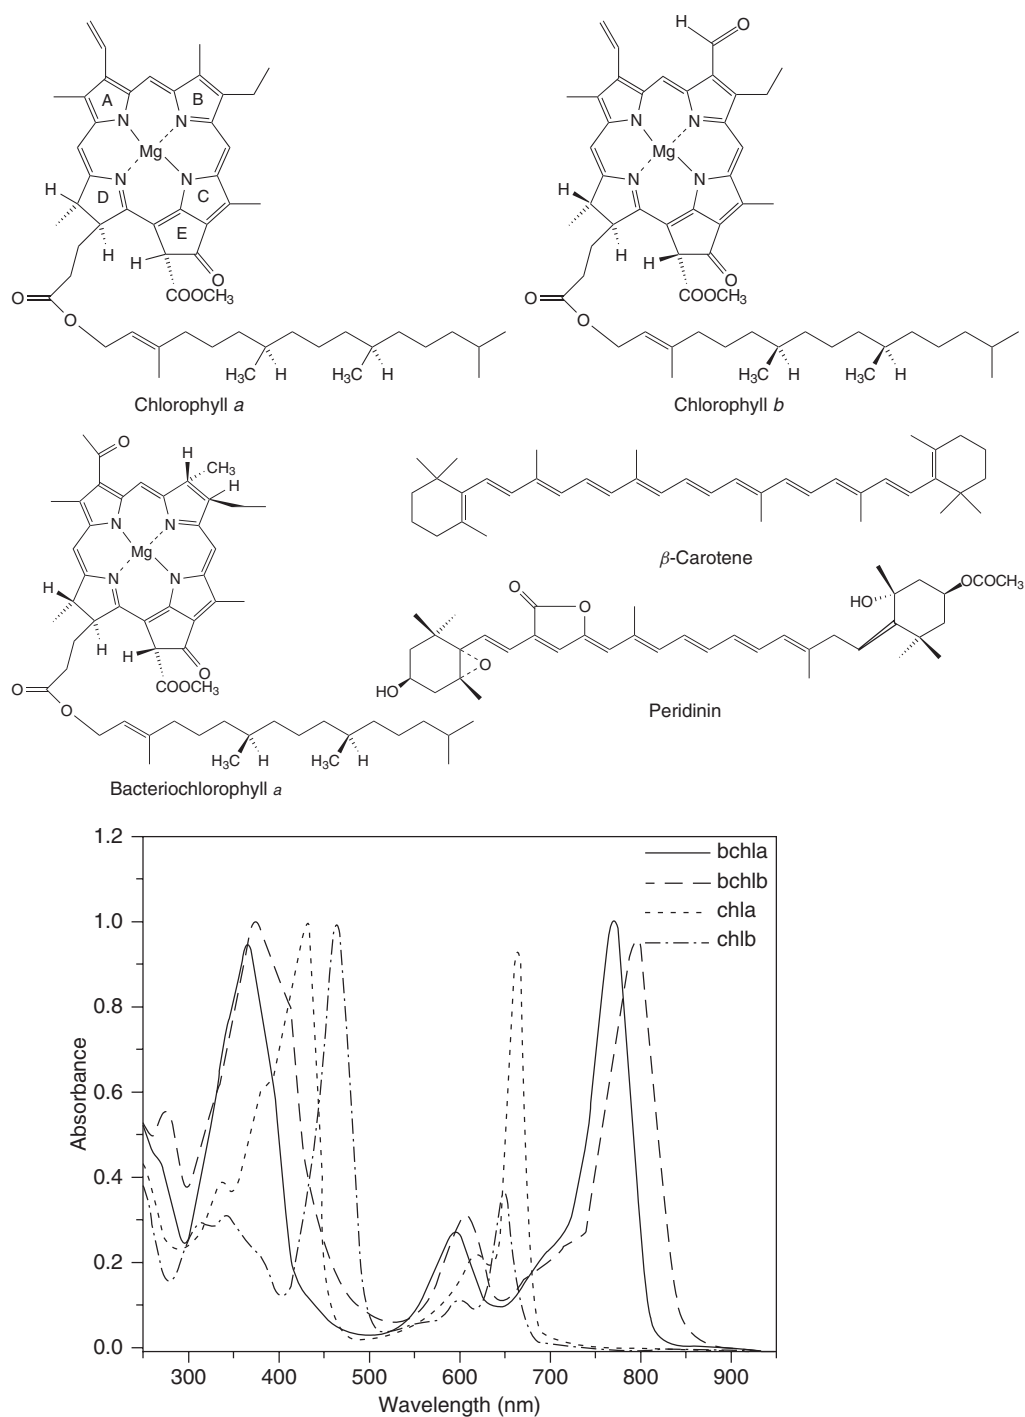 H
O
A
B
N
N
Mg
N
N
D
C
H
E
H
H
O
COOCH₃
O
O
H₃C
H
H₃C
H
Chlorophyll a
N
N
Mg
N
N
H
H
H
O
COOCH₃
O
O
H₃C
H
H₃C
H
Chlorophyll b
O
H
CH₃
H
N
N
Mg
N
N
H
H
H
O
COOCH₃
O
O
H₃C
H
H₃C
H
Bacteriochlorophyll a
β-Carotene
O
O
O
HO
HO
OCOCH₃
Peridinin
1.2
1.0
0.8
0.6
0.4
0.2
0.0
Absorbance
bchla
bchlb
chla
chlb
300 400 500 600 700 800 900
Wavelength (nm)